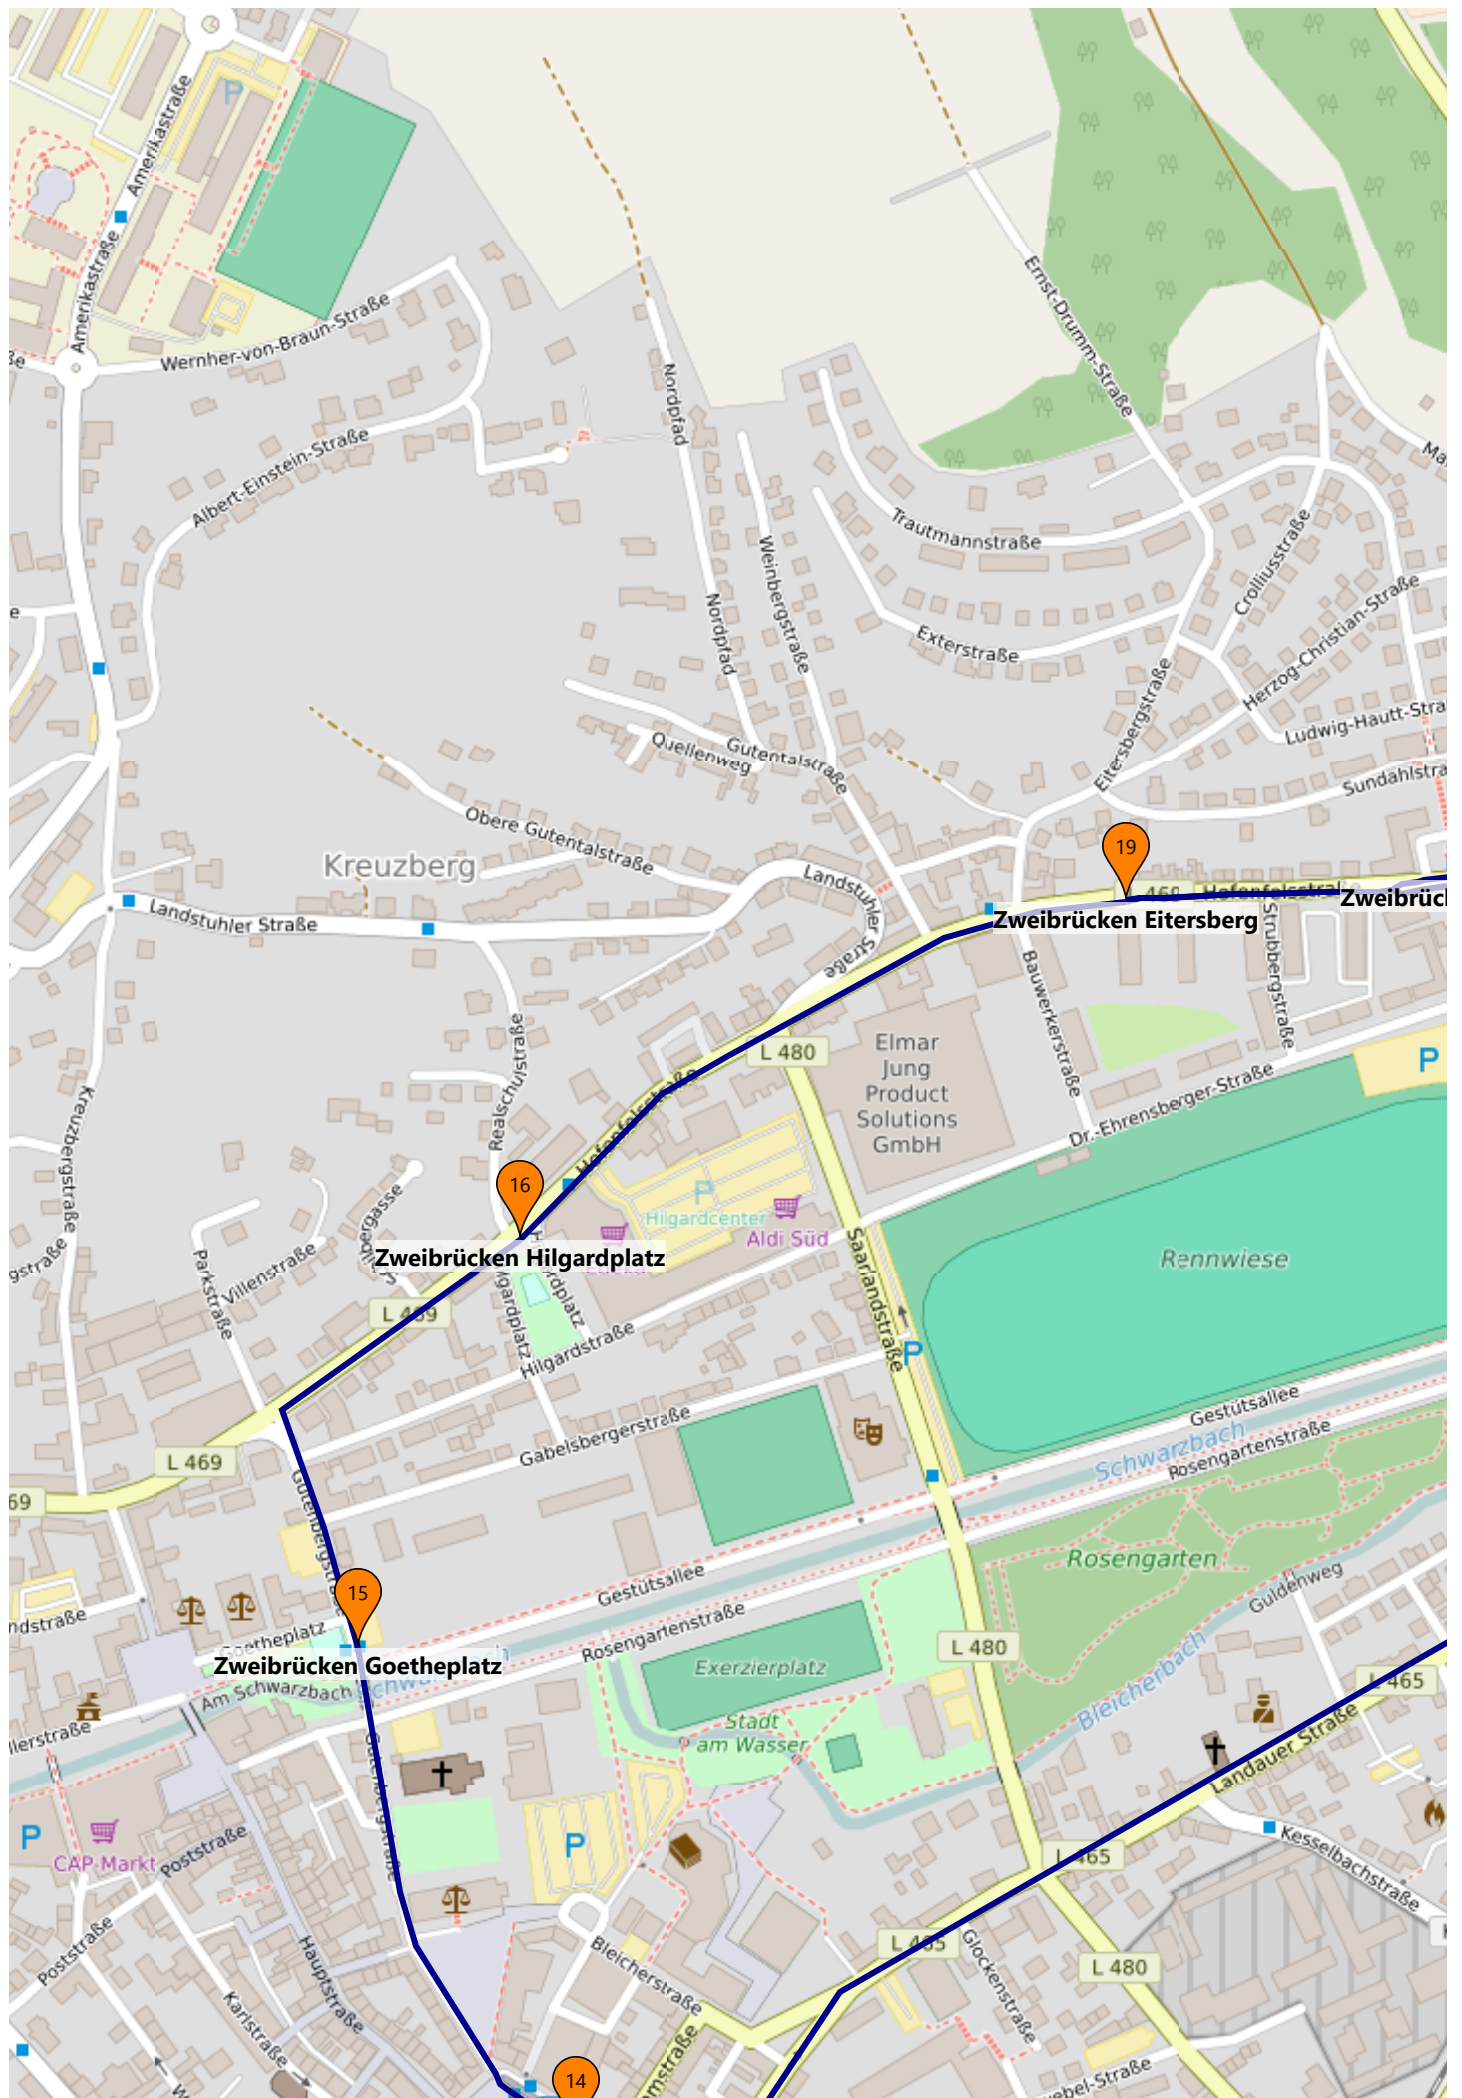 Amerikastraße
P
Amerikastraße
Wernher-von-Braun-Straße
Albert-Einstein-Straße
Nordpfad
Nordpfad
Weinbergstraße
Ernst-Drumm-Straße
Trautmannstraße
Exterstraße
Crolliusstraße
Herzog-Christian-Straße
Ludwig-Hautt-Stra
Eitersbergstraße
Sundahlstra
Quellenweg
Gutentalstraße
Obere Gutentalstraße
Kreuzberg
Landstuhler Straße
Landstuhler
Straße
19
Zweibrücken Eitersberg
Zweibrück
Strubbergstraße
Bauwerkerstraße
Dr.-Ehrensberger-Straße
P
L 480
Elmar
Jung
Product
Solutions
GmbH
Kreuzbergstraße
Realschulstraße
Hofenfelsstraße
16
Zweibrücken Hilgardplatz
P
Hilgardcenter
Aldi Süd
Rennwiese
Saarlandstraße
P
Parkstraße
Villenstraße
L 469
Hilgardstraße
Gabelsbergerstraße
L 469
69
Gutenbergstraße
Gestütsallee
Schwarzbach
Rosengartenstraße
Rosengarten
Guldenweg
Bleicherbach
15
Goetheplatz
Zweibrücken Goetheplatz
Am Schwarzbach
Gestütsallee
Rosengartenstraße
Exerzierplatz
Stadt
am Wasser
L 480
L 465
Landauer Straße
Kesselbachstraße
L 465
L 465
L 480
Glockenstraße
P
CAP-Markt
Poststraße
Poststraße
Hauptstraße
Karlstraße
Gutenbergstraße
P
Bleicherstraße
14